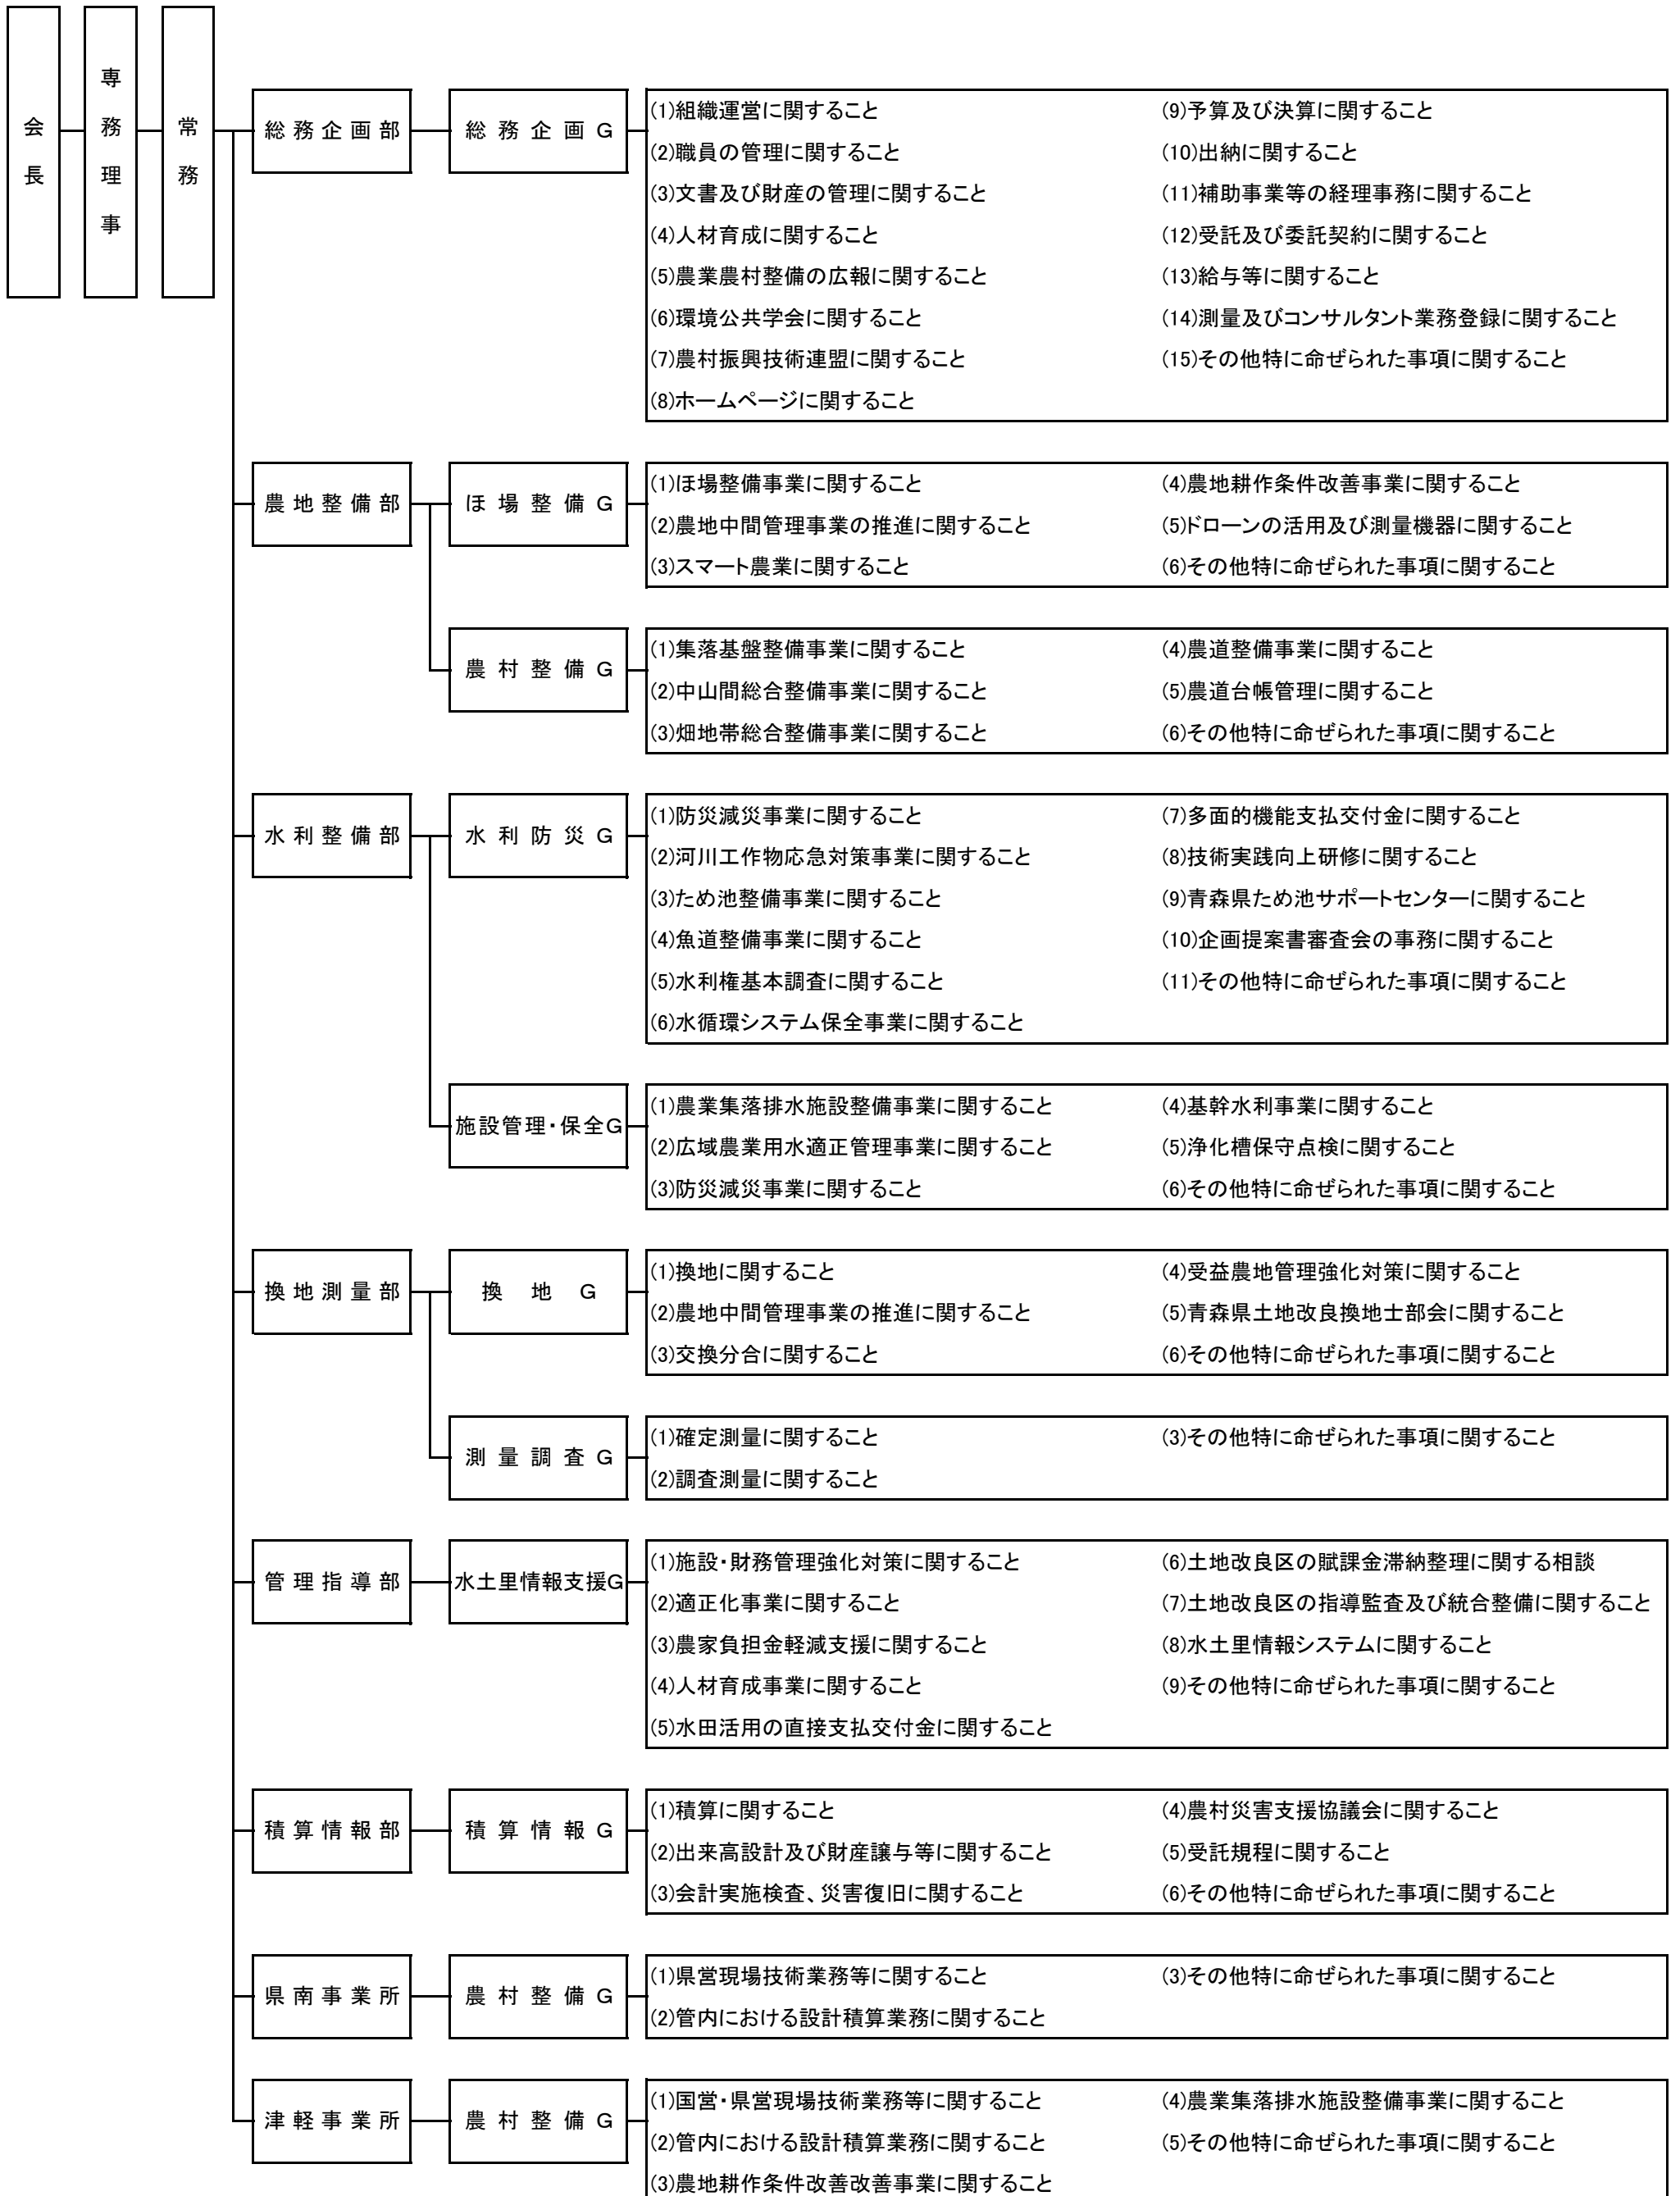 会長
専務理事
常務
総務企画部
総務企画G
(1)組織運営に関すること
(2)職員の管理に関すること
(3)文書及び財産の管理に関すること
(4)人材育成に関すること
(5)農業農村整備の広報に関すること
(6)環境公共学会に関すること
(7)農村振興技術連盟に関すること
(8)ホームページに関すること
(9)予算及び決算に関すること
(10)出納に関すること
(11)補助事業等の経理事務に関すること
(12)受託及び委託契約に関すること
(13)給与等に関すること
(14)測量及びコンサルタント業務登録に関すること
(15)その他特に命ぜられた事項に関すること
農地整備部
ほ場整備G
(1)ほ場整備事業に関すること
(2)農地中間管理事業の推進に関すること
(3)スマート農業に関すること
(4)農地耕作条件改善事業に関すること
(5)ドローンの活用及び測量機器に関すること
(6)その他特に命ぜられた事項に関すること
農村整備G
(1)集落基盤整備事業に関すること
(2)中山間総合整備事業に関すること
(3)畑地帯総合整備事業に関すること
(4)農道整備事業に関すること
(5)農道台帳管理に関すること
(6)その他特に命ぜられた事項に関すること
水利整備部
水利防災G
(1)防災減災事業に関すること
(2)河川工作物応急対策事業に関すること
(3)ため池整備事業に関すること
(4)魚道整備事業に関すること
(5)水利権基本調査に関すること
(6)水循環システム保全事業に関すること
(7)多面的機能支払交付金に関すること
(8)技術実践向上研修に関すること
(9)青森県ため池サポートセンターに関すること
(10)企画提案書審査会の事務に関すること
(11)その他特に命ぜられた事項に関すること
施設管理・保全G
(1)農業集落排水施設整備事業に関すること
(2)広域農業用水適正管理事業に関すること
(3)防災減災事業に関すること
(4)基幹水利事業に関すること
(5)浄化槽保守点検に関すること
(6)その他特に命ぜられた事項に関すること
換地測量部
換地G
(1)換地に関すること
(2)農地中間管理事業の推進に関すること
(3)交換分合に関すること
(4)受益農地管理強化対策に関すること
(5)青森県土地改良換地士部会に関すること
(6)その他特に命ぜられた事項に関すること
測量調査G
(1)確定測量に関すること
(2)調査測量に関すること
(3)その他特に命ぜられた事項に関すること
管理指導部
水土里情報支援G
(1)施設・財務管理強化対策に関すること
(2)適正化事業に関すること
(3)農家負担金軽減支援に関すること
(4)人材育成事業に関すること
(5)水田活用の直接支払交付金に関すること
(6)土地改良区の賦課金滞納整理に関する相談
(7)土地改良区の指導監査及び統合整備に関すること
(8)水土里情報システムに関すること
(9)その他特に命ぜられた事項に関すること
積算情報部
積算情報G
(1)積算に関すること
(2)出来高設計及び財産譲与等に関すること
(3)会計実施検査、災害復旧に関すること
(4)農村災害支援協議会に関すること
(5)受託規程に関すること
(6)その他特に命ぜられた事項に関すること
県南事業所
農村整備G
(1)県営現場技術業務等に関すること
(2)管内における設計積算業務に関すること
(3)その他特に命ぜられた事項に関すること
津軽事業所
農村整備G
(1)国営・県営現場技術業務等に関すること
(2)管内における設計積算業務に関すること
(3)農地耕作条件改善改善事業に関すること
(4)農業集落排水施設整備事業に関すること
(5)その他特に命ぜられた事項に関すること